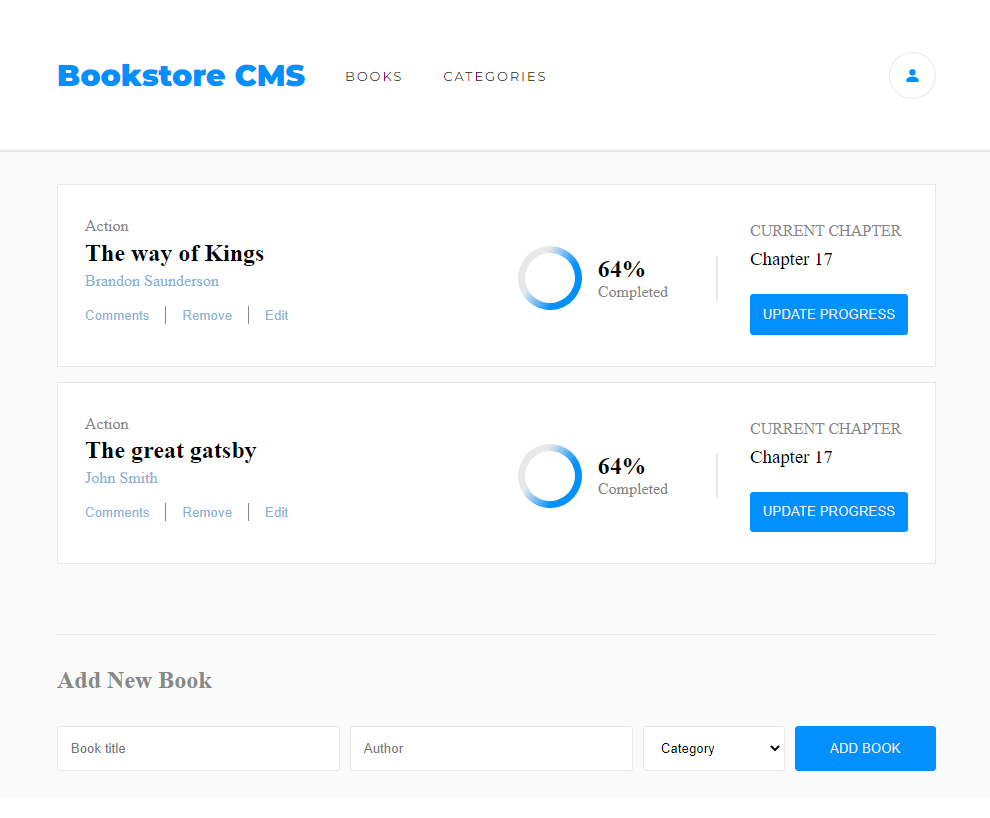 Bookstore CMS BOOKS CATEGORIES
Action
The way of Kings
Brandon Saunderson
Comments Remove Edit
64%
Completed
CURRENT CHAPTER
Chapter 17
UPDATE PROGRESS
Action
The great gatsby
John Smith
Comments Remove Edit
64%
Completed
CURRENT CHAPTER
Chapter 17
UPDATE PROGRESS
Add New Book
Book title Author Category ADD BOOK